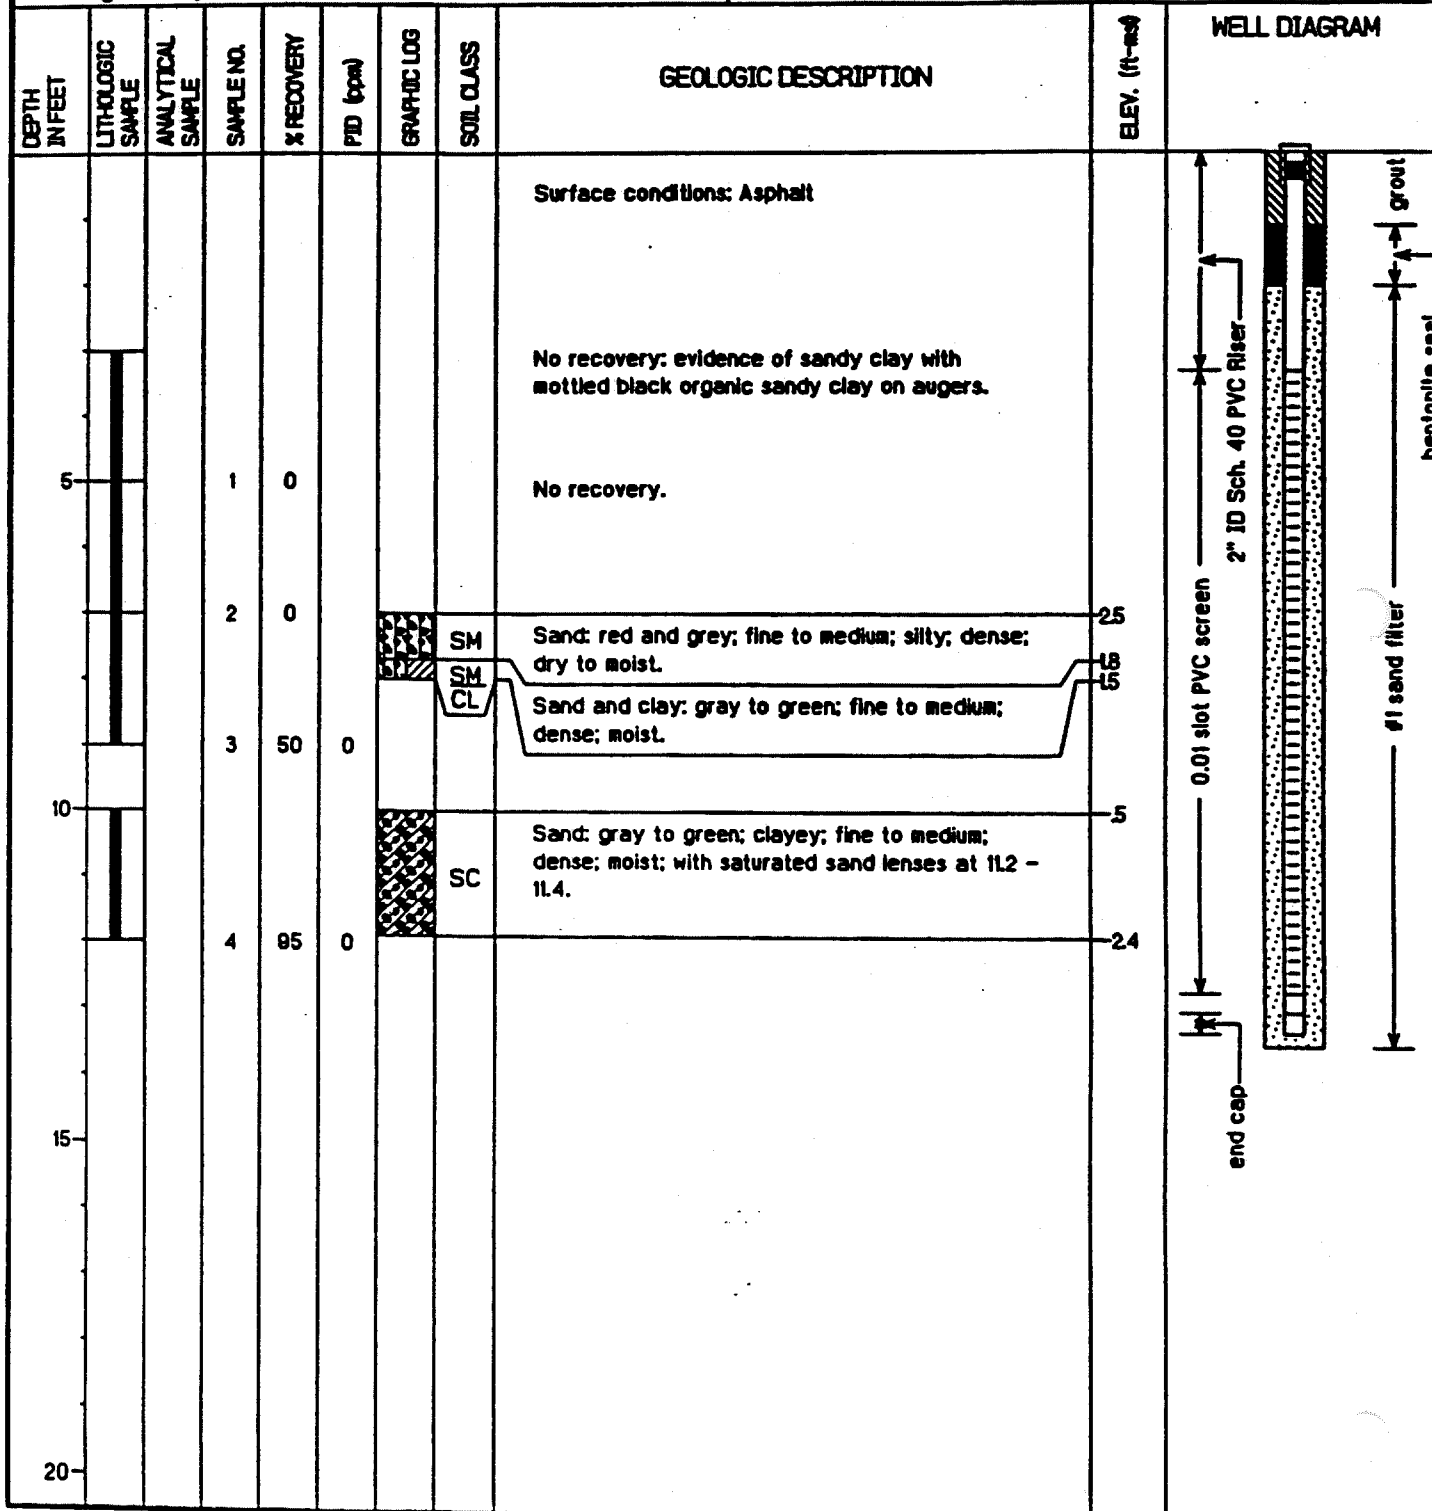 DEPTH
IN FEET
LITHOLOGIC
SAMPLE
ANALYTICAL
SAMPLE
SAMPLE NO.
% RECOVERY
PID (ppm)
GRAPHIC LOG
SOIL CLASS
GEOLOGIC DESCRIPTION
ELEV. (ft-msl)
WELL DIAGRAM
Surface conditions: Asphalt
No recovery: evidence of sandy clay with
mottled black organic sandy clay on augers.
5
1
0
No recovery.
2
0
2.5
SM
Sand: red and grey; fine to medium; silty; dense;
dry to moist.
1.8
1.5
SM
CL
Sand and clay: gray to green; fine to medium;
dense; moist.
3
50
0
10
-.5
SC
Sand: gray to green; clayey; fine to medium;
dense; moist; with saturated sand lenses at 11.2 -
11.4.
4
95
0
-2.4
15
20
2" ID Sch. 40 PVC Riser
0.01 slot PVC screen
end cap
grout
bentonite seal
#1 sand filter